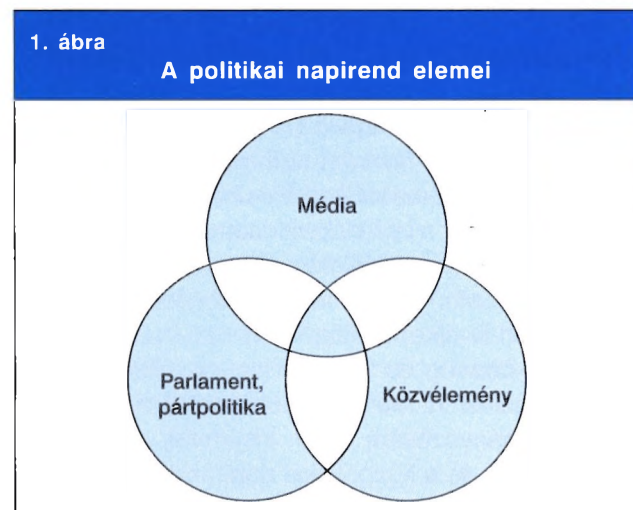 1. ábra
A politikai napirend elemei
Média
Parlament,
pártpolitika
Közvélemény